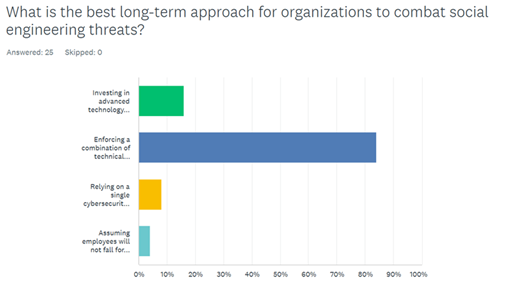 What is the best long-term approach for organizations to combat social
engineering threats?
Answered: 25 Skipped: 0
Investing in
advanced
technology...
Enforcing a
combination of
technical...
Relying on a
single
cybersecurit...
Assuming
employees will
not fall for...
0% 10% 20% 30% 40% 50% 60% 70% 80% 90% 100%